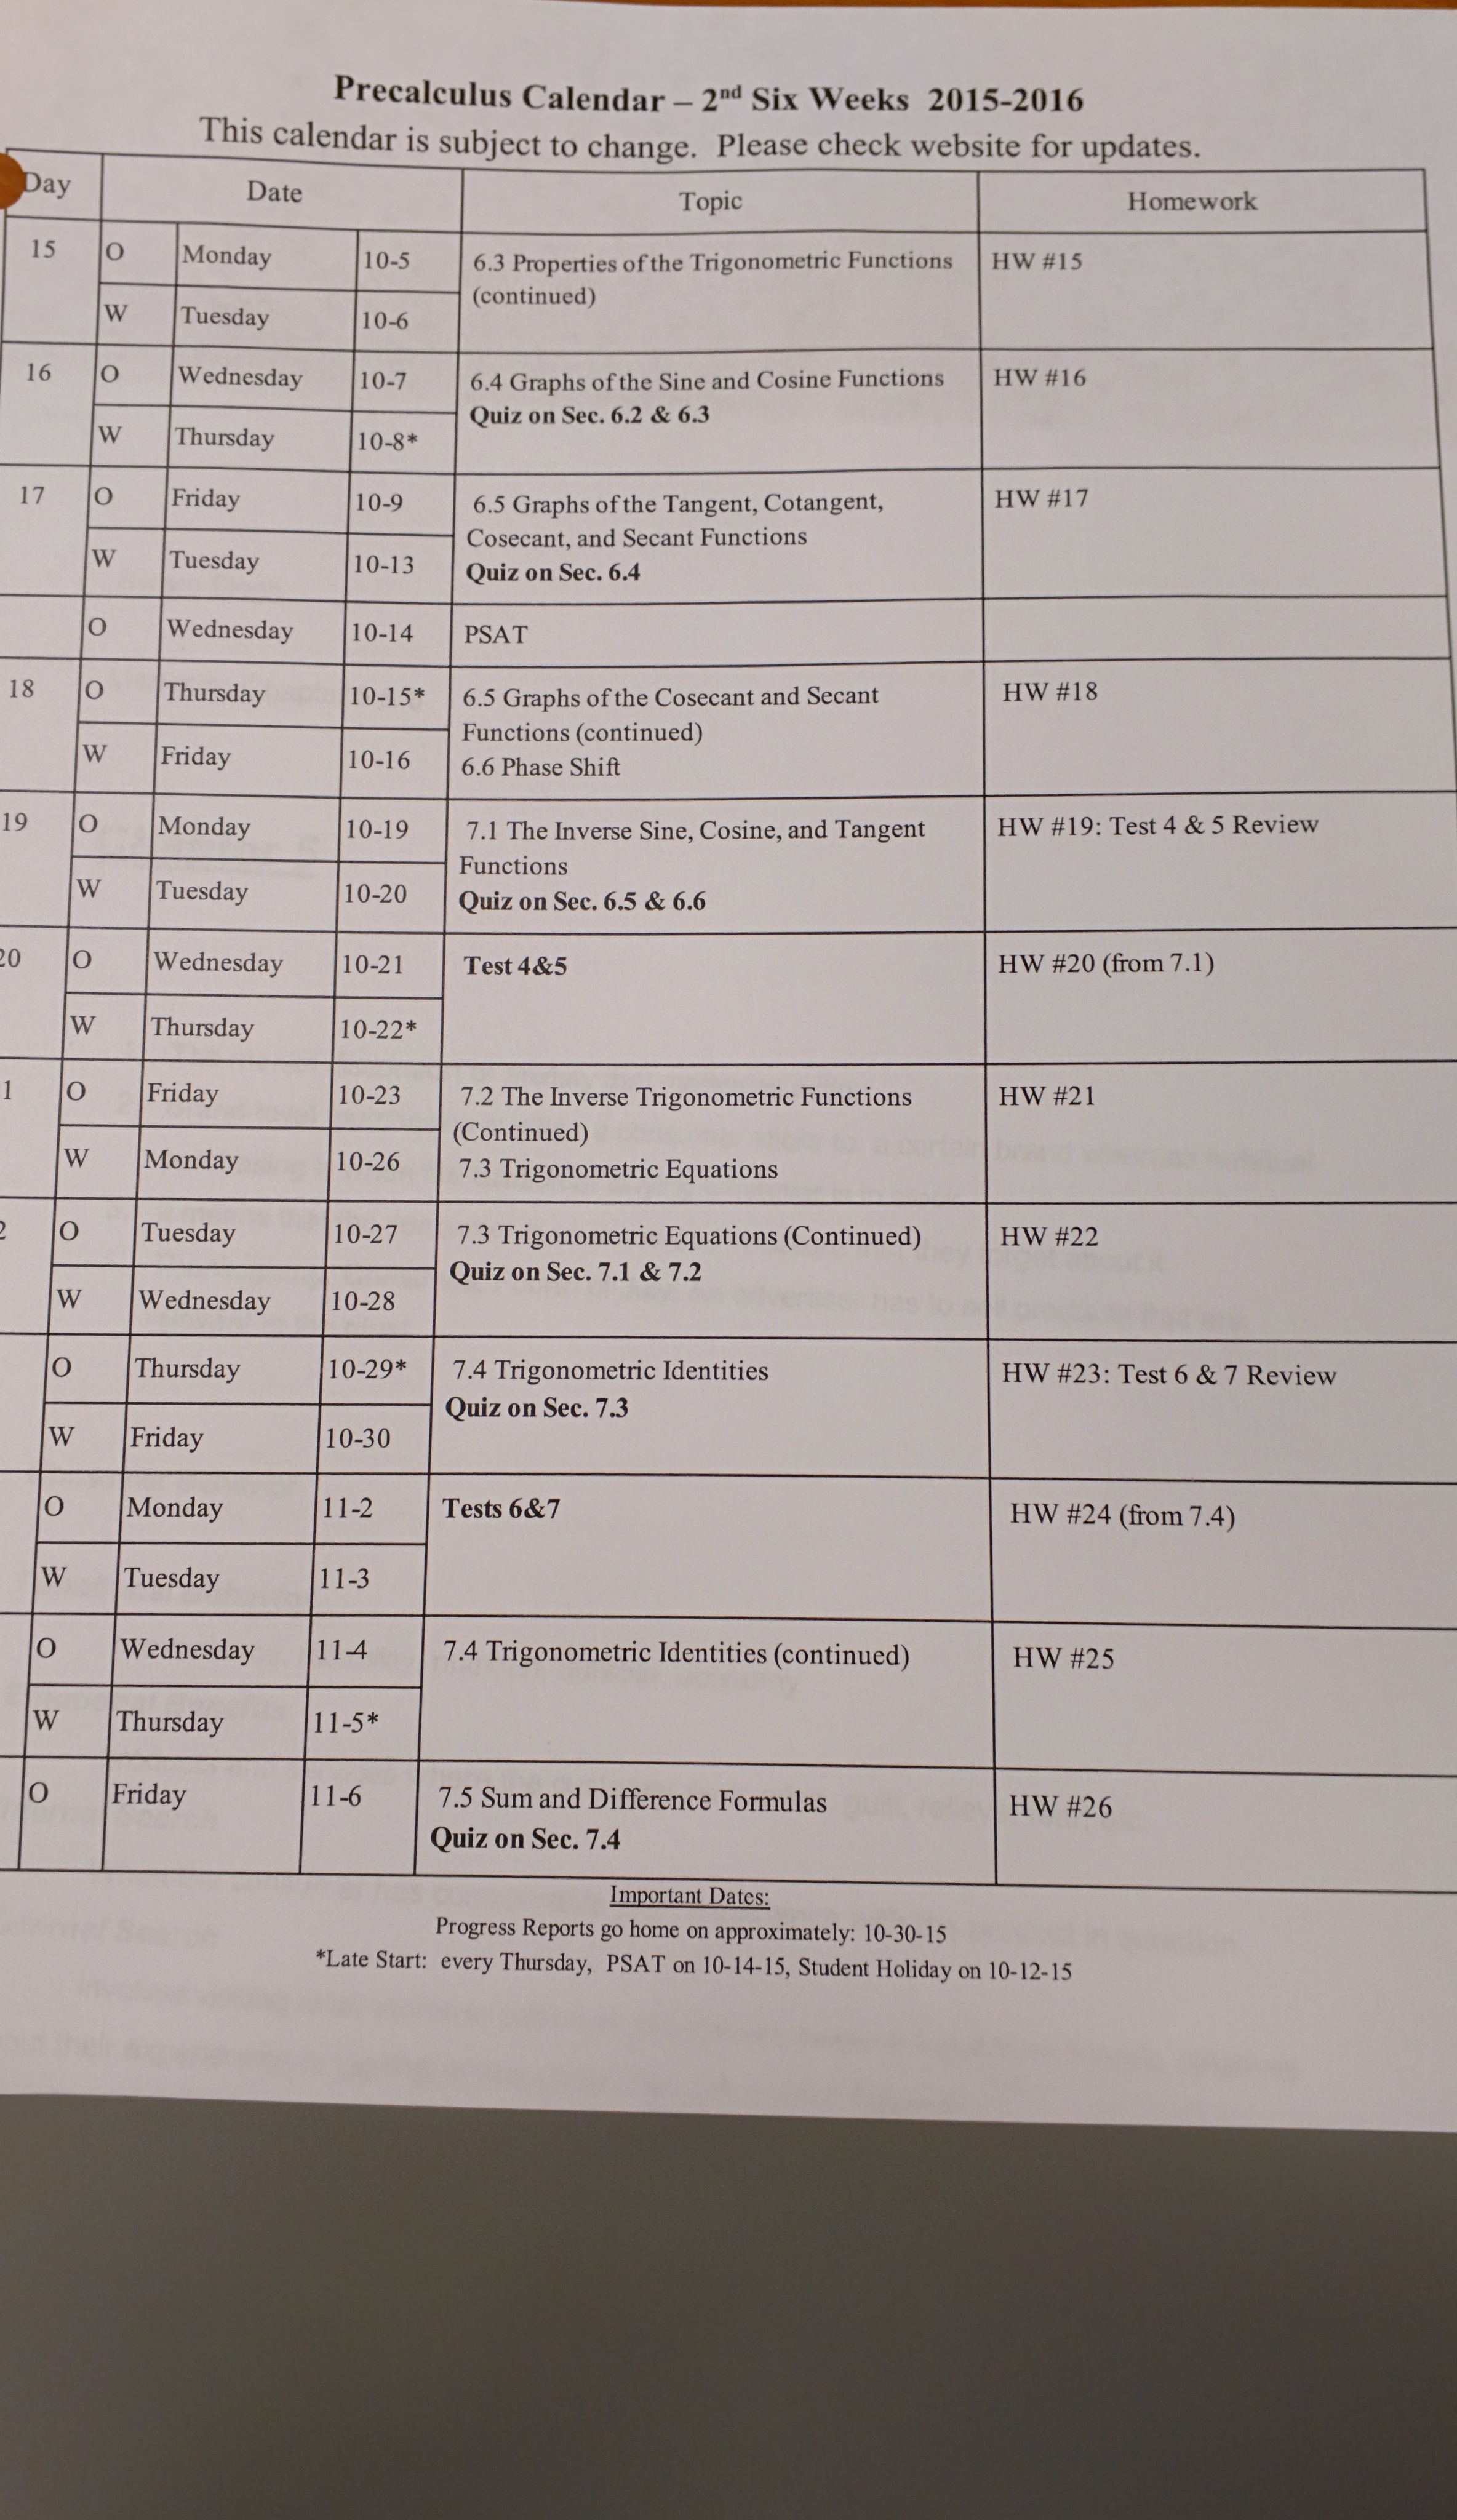 Precalculus Calendar – 2nd Six Weeks 2015-2016
This calendar is subject to change. Please check website for updates.
Day Date Topic Homework
15 O Monday 10-5 6.3 Properties of the Trigonometric Functions HW #15
(continued)
W Tuesday 10-6
16 O Wednesday 10-7 6.4 Graphs of the Sine and Cosine Functions HW #16
Quiz on Sec. 6.2 & 6.3
W Thursday 10-8*
17 O Friday 10-9 6.5 Graphs of the Tangent, Cotangent, HW #17
Cosecant, and Secant Functions
W Tuesday 10-13 Quiz on Sec. 6.4
O Wednesday 10-14 PSAT
18 O Thursday 10-15* 6.5 Graphs of the Cosecant and Secant HW #18
Functions (continued)
W Friday 10-16 6.6 Phase Shift
19 O Monday 10-19 7.1 The Inverse Sine, Cosine, and Tangent HW #19: Test 4 & 5 Review
Functions
W Tuesday 10-20 Quiz on Sec. 6.5 & 6.6
20 O Wednesday 10-21 Test 4&5 HW #20 (from 7.1)
W Thursday 10-22*
1 O Friday 10-23 7.2 The Inverse Trigonometric Functions HW #21
(Continued)
W Monday 10-26 7.3 Trigonometric Equations
2 O Tuesday 10-27 7.3 Trigonometric Equations (Continued) HW #22
Quiz on Sec. 7.1 & 7.2
W Wednesday 10-28
O Thursday 10-29* 7.4 Trigonometric Identities HW #23: Test 6 & 7 Review
Quiz on Sec. 7.3
W Friday 10-30
O Monday 11-2 Tests 6&7 HW #24 (from 7.4)
W Tuesday 11-3
O Wednesday 11-4 7.4 Trigonometric Identities (continued) HW #25
W Thursday 11-5*
O Friday 11-6 7.5 Sum and Difference Formulas HW #26
Quiz on Sec. 7.4
Important Dates:
Progress Reports go home on approximately: 10-30-15
*Late Start: every Thursday, PSAT on 10-14-15, Student Holiday on 10-12-15